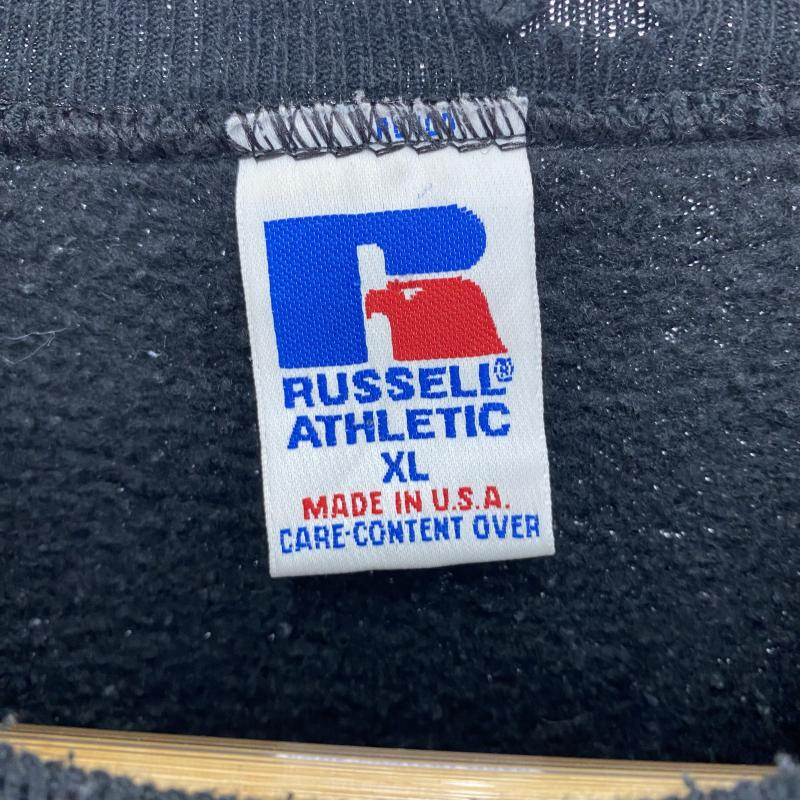 RUSSELL®
ATHLETIC
XL
MADE IN U.S.A.
CARE-CONTENT OVER